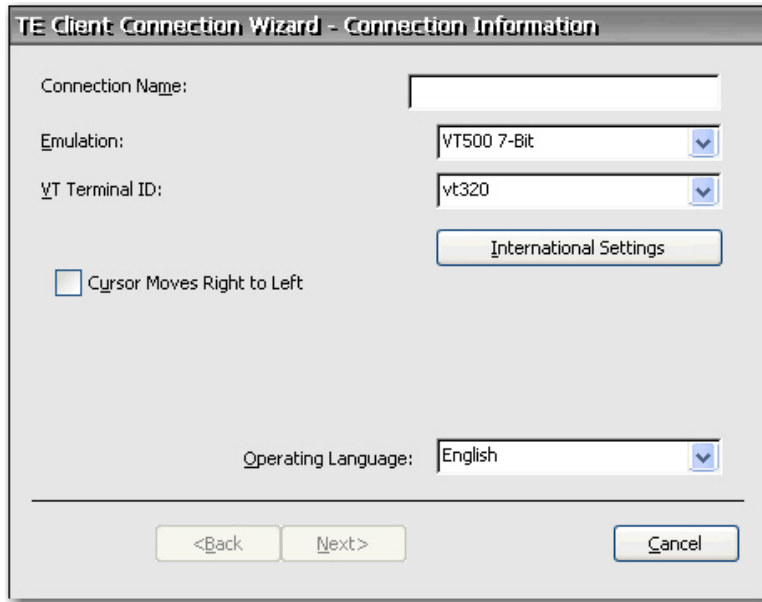 TE Client Connection Wizard - Connection Information
Connection Name:
Emulation: VT500 7-Bit
VT Terminal ID: vt320
International Settings
Cursor Moves Right to Left
Operating Language: English
<Back Next> Cancel